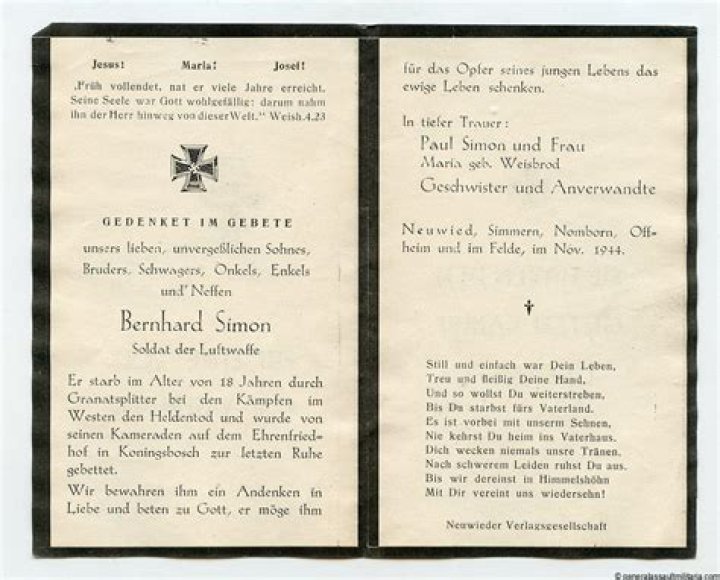 Jesus! Maria! Josef!
„Früh vollendet, hat er viele Jahre erreicht.
Seine Seele war Gott wohlgefällig: darum nahm
ihn der Herr hinweg von dieser Welt." Weish.4,23
GEDENKET IM GEBETE
unsers lieben, unvergeßlichen Sohnes,
Bruders, Schwagers, Onkels, Enkels
und Neffen
Bernhard Simon
Soldat der Luftwaffe
Er starb im Alter von 18 Jahren durch
Granatsplitter bei den Kämpfen im
Westen den Heldentod und wurde von
seinen Kameraden auf dem Ehrenfried-
hof in Koningsbosch zur letzten Ruhe
gebettet.
Wir bewahren ihm ein Andenken in
Liebe und beten zu Gott, er möge ihm
für das Opfer seines jungen Lebens das
ewige Leben schenken.
In tiefer Trauer:
Paul Simon und Frau
Maria geb. Weisbrod
Geschwister und Anverwandte
Neuwied, Simmern, Nomborn, Off-
heim und im Felde, im Nov. 1944.
Still und einfach war Dein Leben,
Treu und fleißig Deine Hand,
Und so wollst Du weiterstreben,
Bis Du starbst fürs Vaterland.
Es ist vorbei mit unserm Sehnen,
Nie kehrst Du heim ins Vaterhaus.
Dich wecken niemals unsre Tränen,
Nach schwerem Leiden ruhst Du aus.
Bis wir dereinst in Himmelshöhn
Mit Dir vereint uns wiedersehn!
Neuwieder Verlagsgesellschaft
© generalassaultmilitaria.com